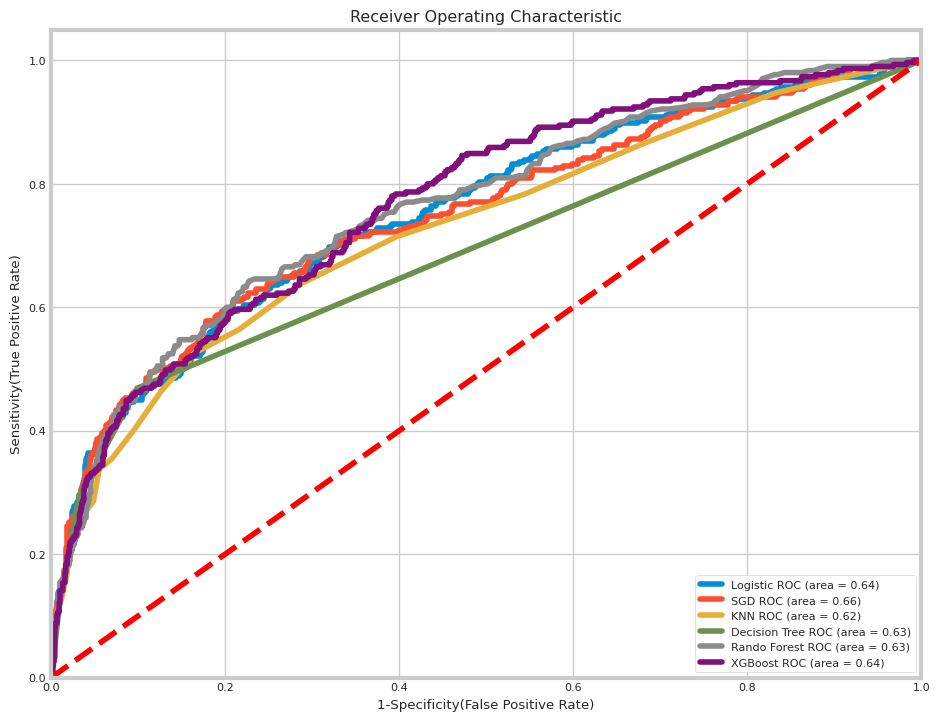 Receiver Operating Characteristic
1.0
0.8
0.6
0.4
0.2
0.0
Sensitivity(True Positive Rate)
0.0 0.2 0.4 0.6 0.8 1.0
1-Specificity(False Positive Rate)
Logistic ROC (area = 0.64)
SGD ROC (area = 0.66)
KNN ROC (area = 0.62)
Decision Tree ROC (area = 0.63)
Rando Forest ROC (area = 0.63)
XGBoost ROC (area = 0.64)